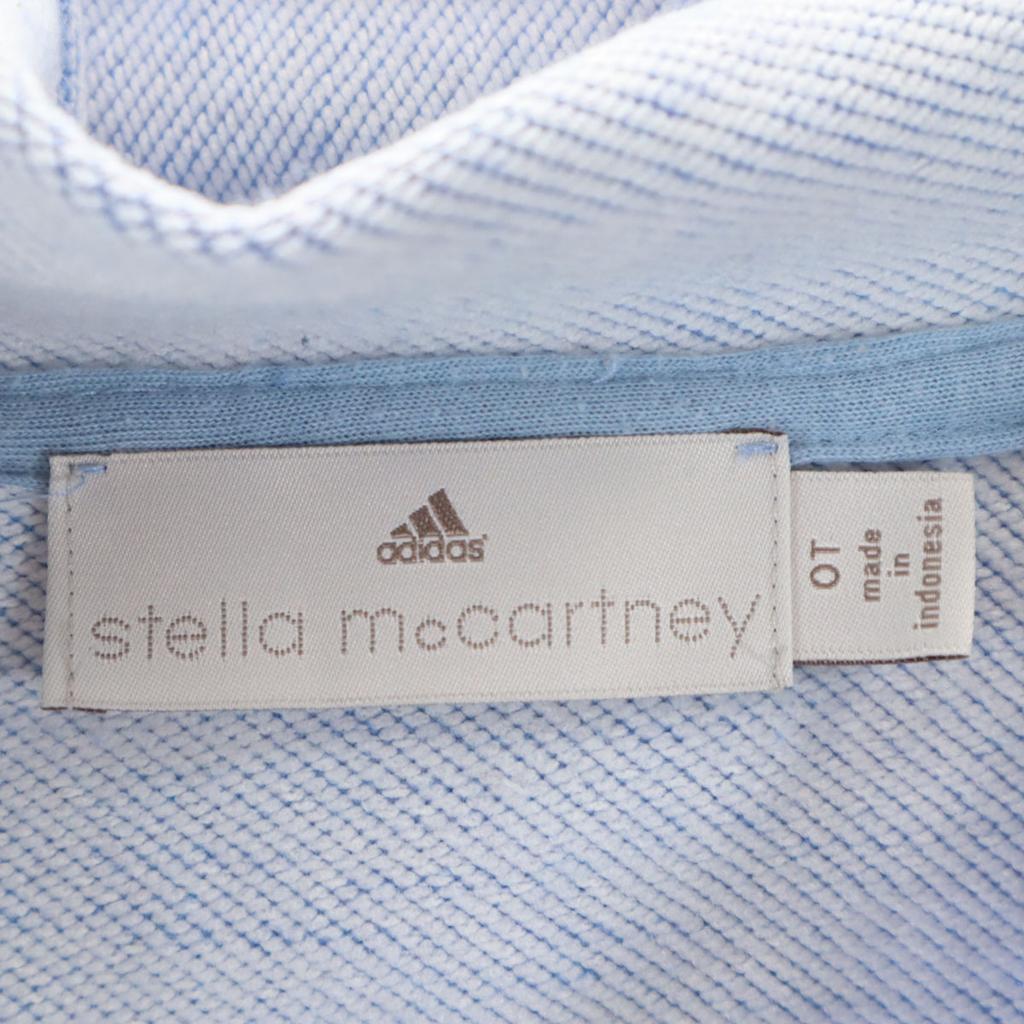 adidas
stella mccartney
OT
made
in
indonesia